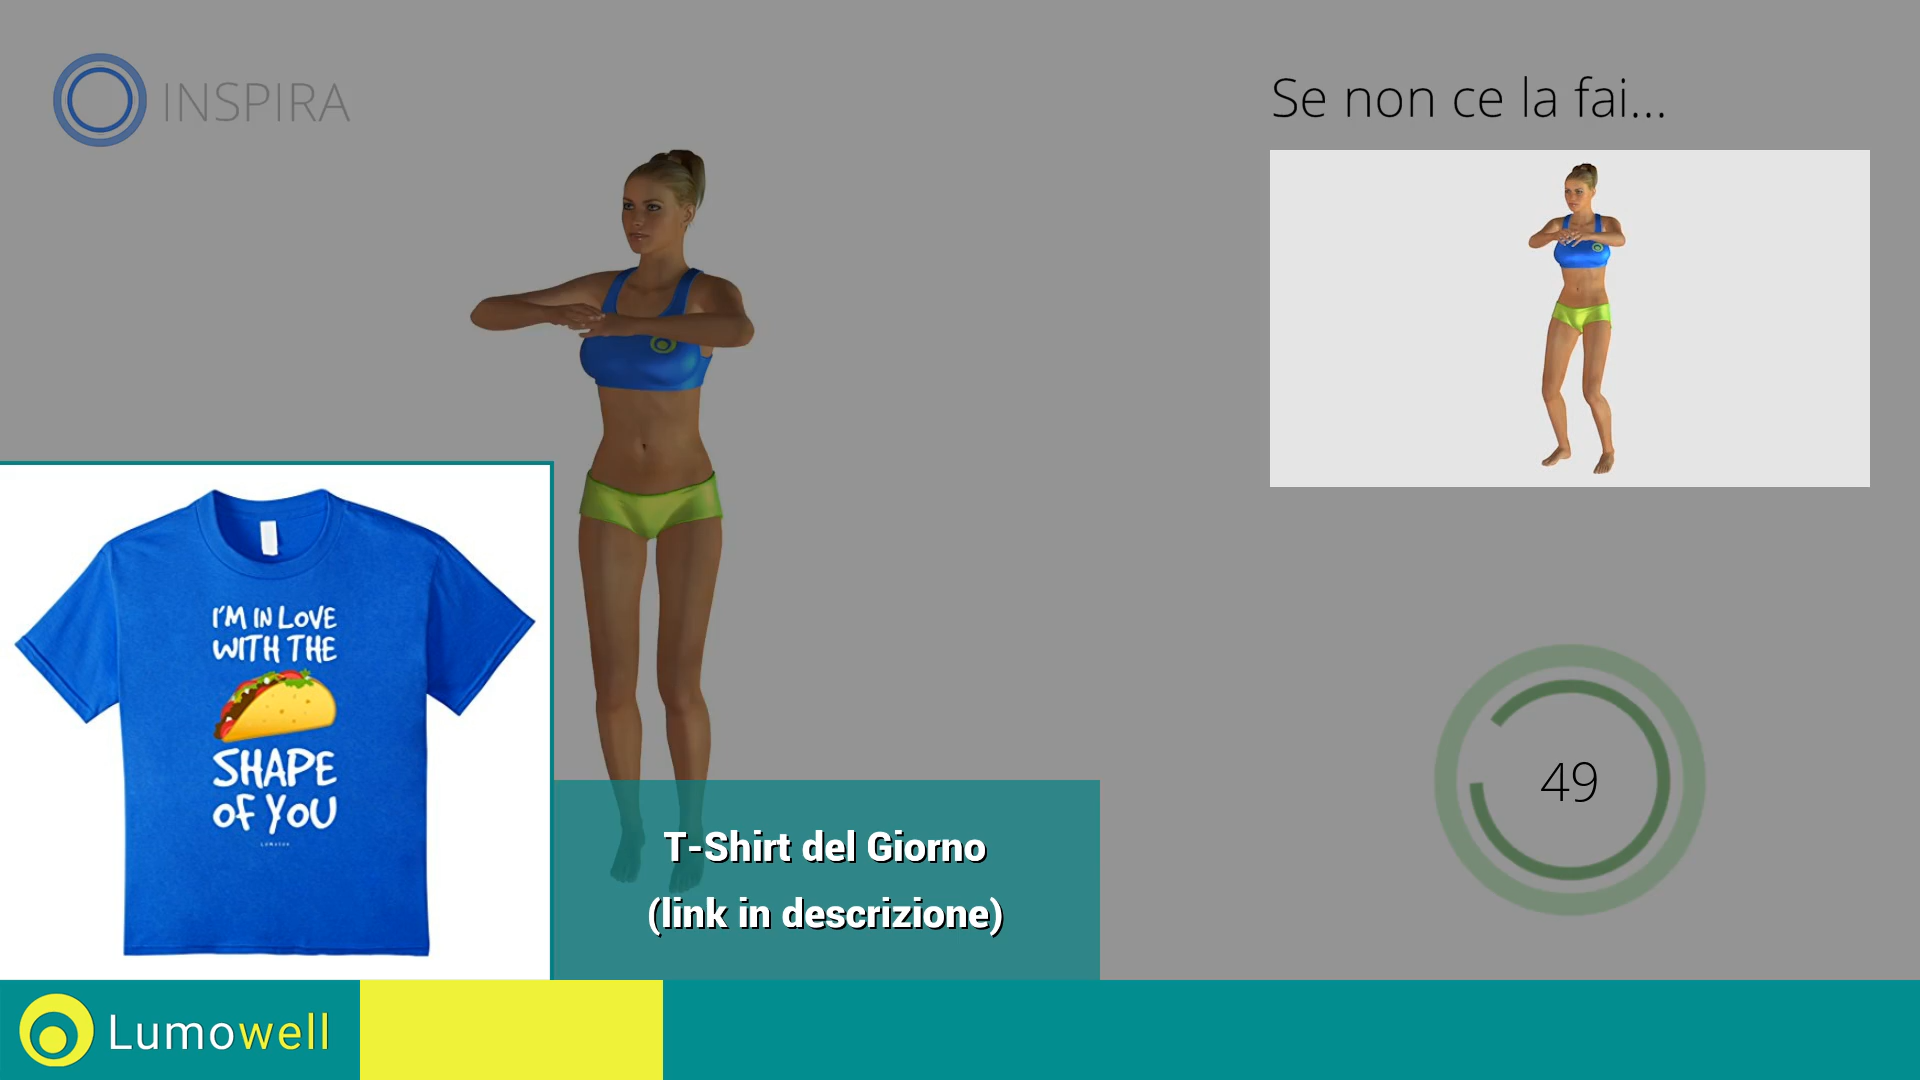 INSPIRA
Se non ce la fai...
I'M IN LOVE
WITH THE
SHAPE
OF YOU
49
T-Shirt del Giorno
(link in descrizione)
Lumowell